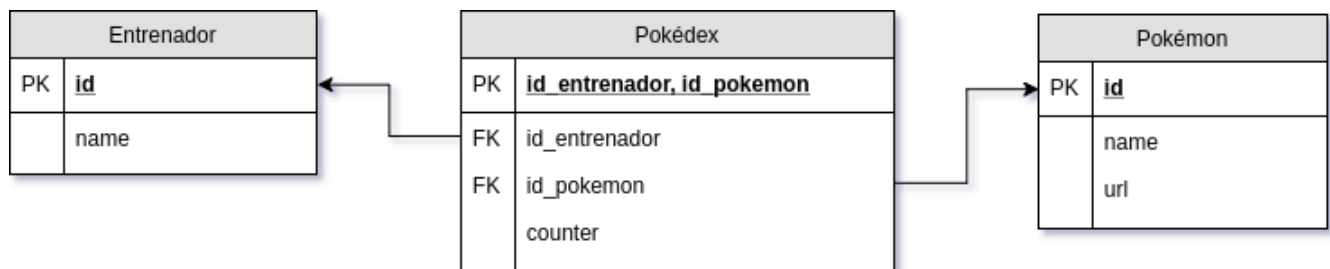 Entrenador
PK id
name
Pokédex
PK id_entrenador, id_pokemon
FK id_entrenador
FK id_pokemon
counter
Pokémon
PK id
name
url